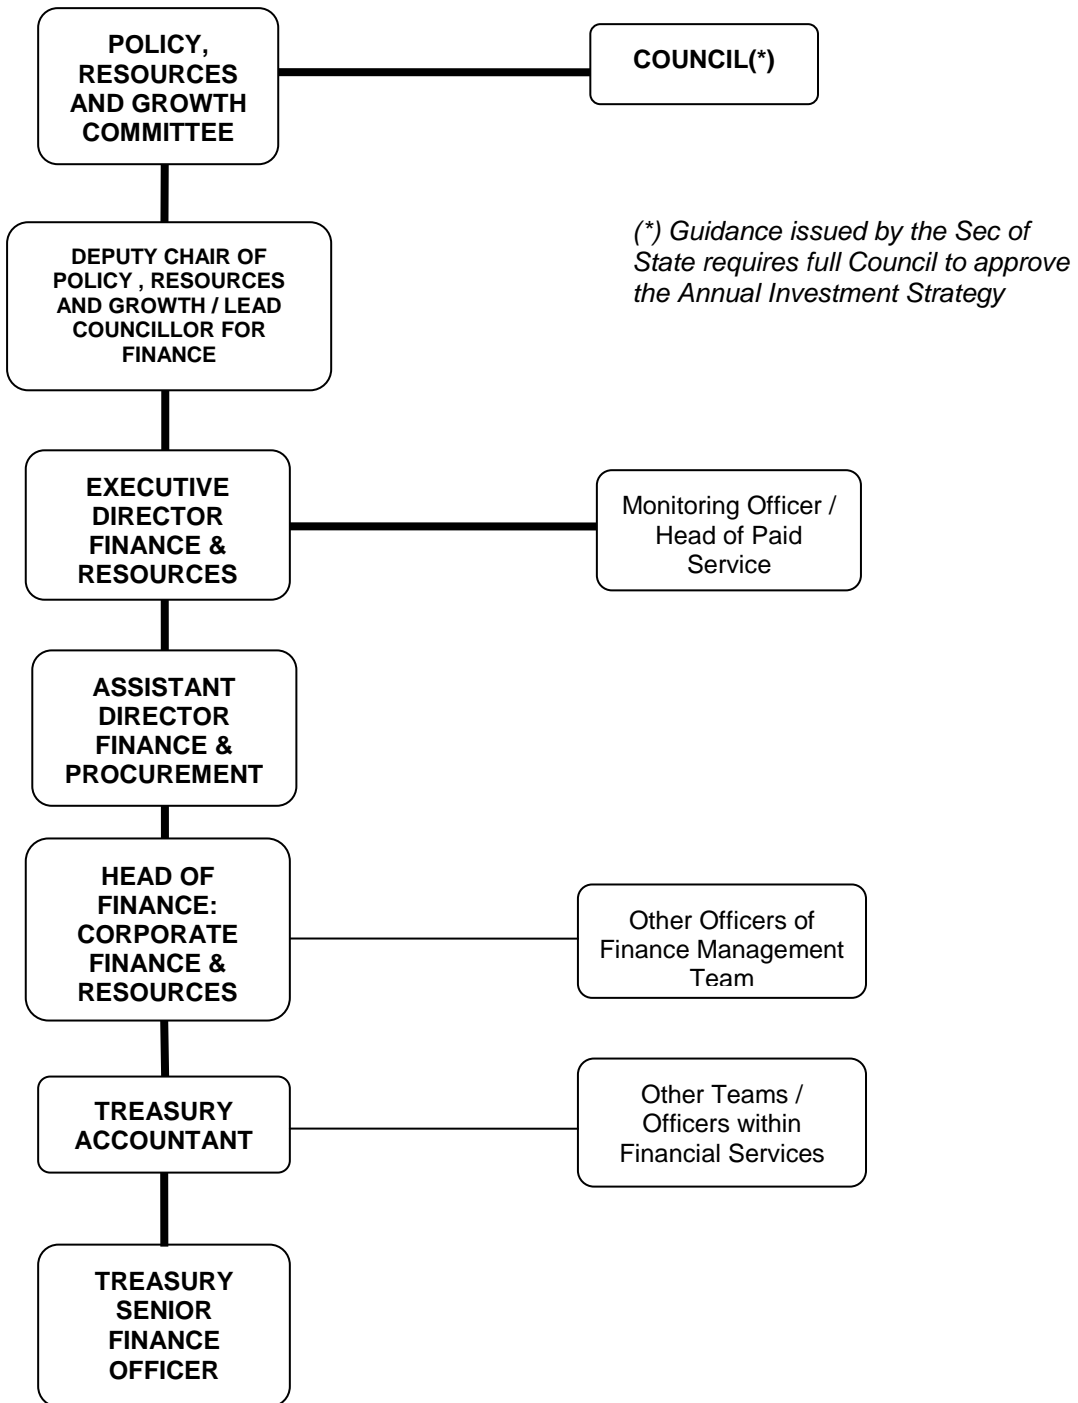 POLICY,
RESOURCES
AND GROWTH
COMMITTEE
COUNCIL(*)
(*) Guidance issued by the Sec of
State requires full Council to approve
the Annual Investment Strategy
DEPUTY CHAIR OF
POLICY , RESOURCES
AND GROWTH / LEAD
COUNCILLOR FOR
FINANCE
EXECUTIVE
DIRECTOR
FINANCE &
RESOURCES
Monitoring Officer /
Head of Paid
Service
ASSISTANT
DIRECTOR
FINANCE &
PROCUREMENT
HEAD OF
FINANCE:
CORPORATE
FINANCE &
RESOURCES
Other Officers of
Finance Management
Team
TREASURY
ACCOUNTANT
Other Teams /
Officers within
Financial Services
TREASURY
SENIOR
FINANCE
OFFICER